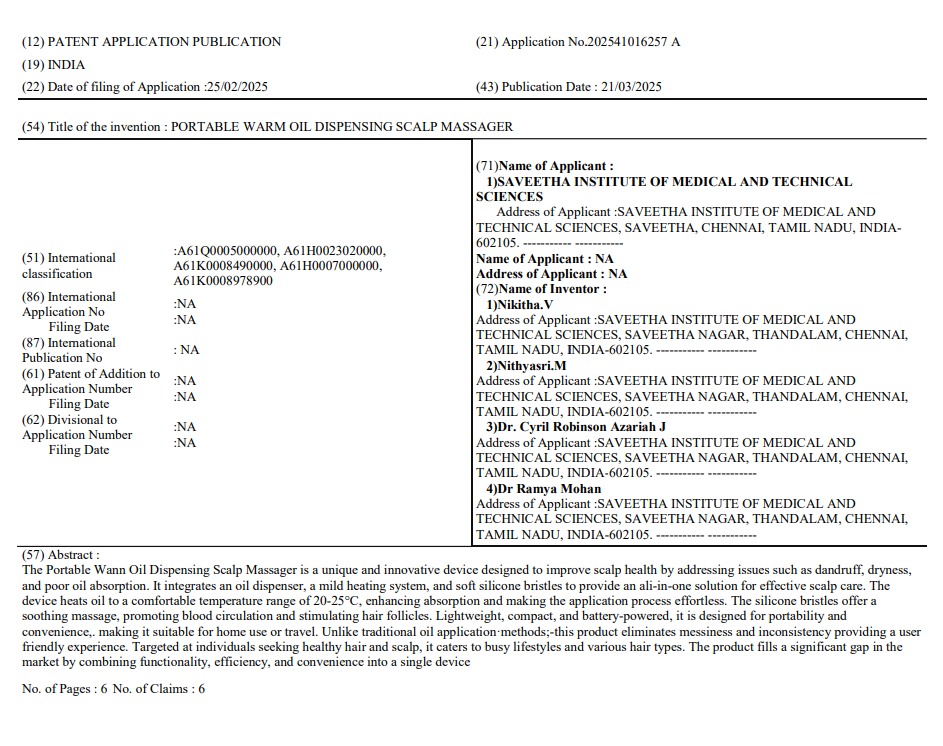 (12) PATENT APPLICATION PUBLICATION
(21) Application No.202541016257 A
(19) INDIA
(22) Date of filing of Application :25/02/2025
(43) Publication Date : 21/03/2025
(54) Title of the invention : PORTABLE WARM OIL DISPENSING SCALP MASSAGER
(51) International
classification
:A61Q0005000000, A61H0023020000,
A61K0008490000, A61H0007000000,
A61K0008978900
(86) International
Application No
Filing Date
:NA
:NA
(87) International
Publication No
: NA
(61) Patent of Addition to
Application Number
Filing Date
:NA
:NA
(62) Divisional to
Application Number
Filing Date
:NA
:NA
(71)Name of Applicant :
1)SAVEETHA INSTITUTE OF MEDICAL AND TECHNICAL
SCIENCES
Address of Applicant :SAVEETHA INSTITUTE OF MEDICAL AND
TECHNICAL SCIENCES, SAVEETHA, CHENNAI, TAMIL NADU, INDIA-
602105. ----------- -----------
Name of Applicant : NA
Address of Applicant : NA
(72)Name of Inventor :
1)Nikitha.V
Address of Applicant :SAVEETHA INSTITUTE OF MEDICAL AND
TECHNICAL SCIENCES, SAVEETHA NAGAR, THANDALAM, CHENNAI,
TAMIL NADU, INDIA-602105. ----------- -----------
2)Nithyasri.M
Address of Applicant :SAVEETHA INSTITUTE OF MEDICAL AND
TECHNICAL SCIENCES, SAVEETHA NAGAR, THANDALAM, CHENNAI,
TAMIL NADU, INDIA-602105. ----------- -----------
3)Dr. Cyril Robinson Azariah J
Address of Applicant :SAVEETHA INSTITUTE OF MEDICAL AND
TECHNICAL SCIENCES, SAVEETHA NAGAR, THANDALAM, CHENNAI,
TAMIL NADU, INDIA-602105. ----------- -----------
4)Dr Ramya Mohan
Address of Applicant :SAVEETHA INSTITUTE OF MEDICAL AND
TECHNICAL SCIENCES, SAVEETHA NAGAR, THANDALAM, CHENNAI,
TAMIL NADU, INDIA-602105. ----------- -----------
(57) Abstract :
The Portable Wann Oil Dispensing Scalp Massager is a unique and innovative device designed to improve scalp health by addressing issues such as dandruff, dryness,
and poor oil absorption. It integrates an oil dispenser, a mild heating system, and soft silicone bristles to provide an ali-in-one solution for effective scalp care. The
device heats oil to a comfortable temperature range of 20-25°C, enhancing absorption and making the application process effortless. The silicone bristles offer a
soothing massage, promoting blood circulation and stimulating hair follicles. Lightweight, compact, and battery-powered, it is designed for portability and
convenience,. making it suitable for home use or travel. Unlike traditional oil application·methods;-this product eliminates messiness and inconsistency providing a user
friendly experience. Targeted at individuals seeking healthy hair and scalp, it caters to busy lifestyles and various hair types. The product fills a significant gap in the
market by combining functionality, efficiency, and convenience into a single device
No. of Pages : 6 No. of Claims : 6